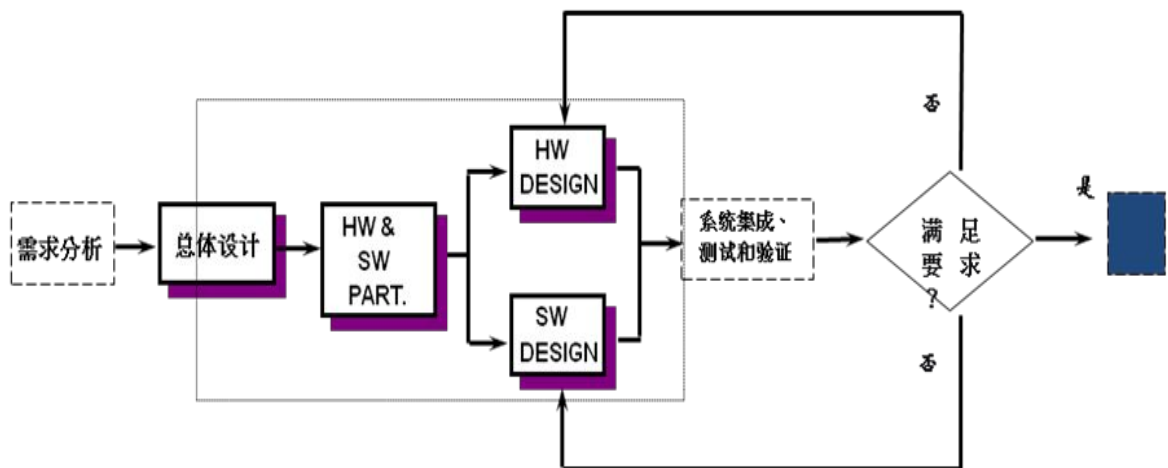 需求分析
总体设计
HW &
SW
PART.
HW
DESIGN
SW
DESIGN
系统集成、
测试和验证
满足
要求
?
否
否
是